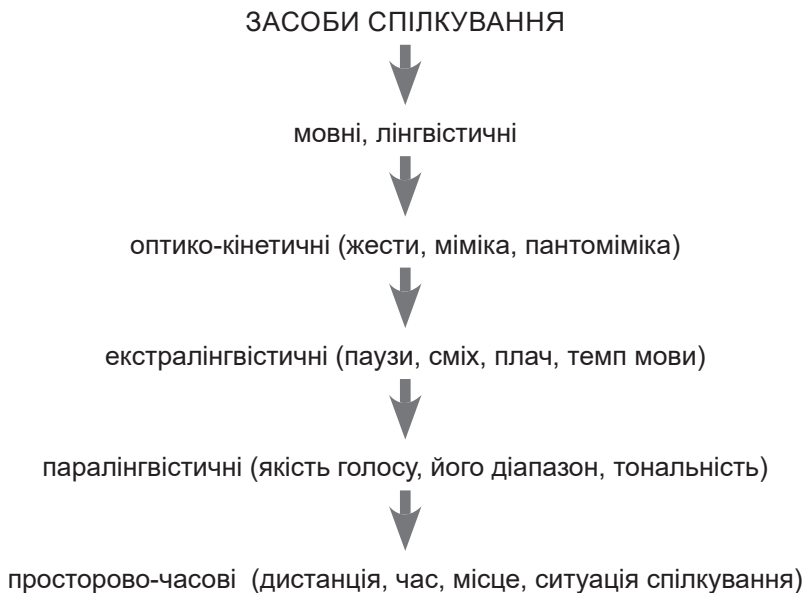 ЗАСОБИ СПІЛКУВАННЯ
мовні, лінгвістичні
оптико-кінетичні (жести, міміка, пантоміміка)
екстралінгвістичні (паузи, сміх, плач, темп мови)
паралінгвістичні (якість голосу, його діапазон, тональність)
просторово-часові (дистанція, час, місце, ситуація спілкування)